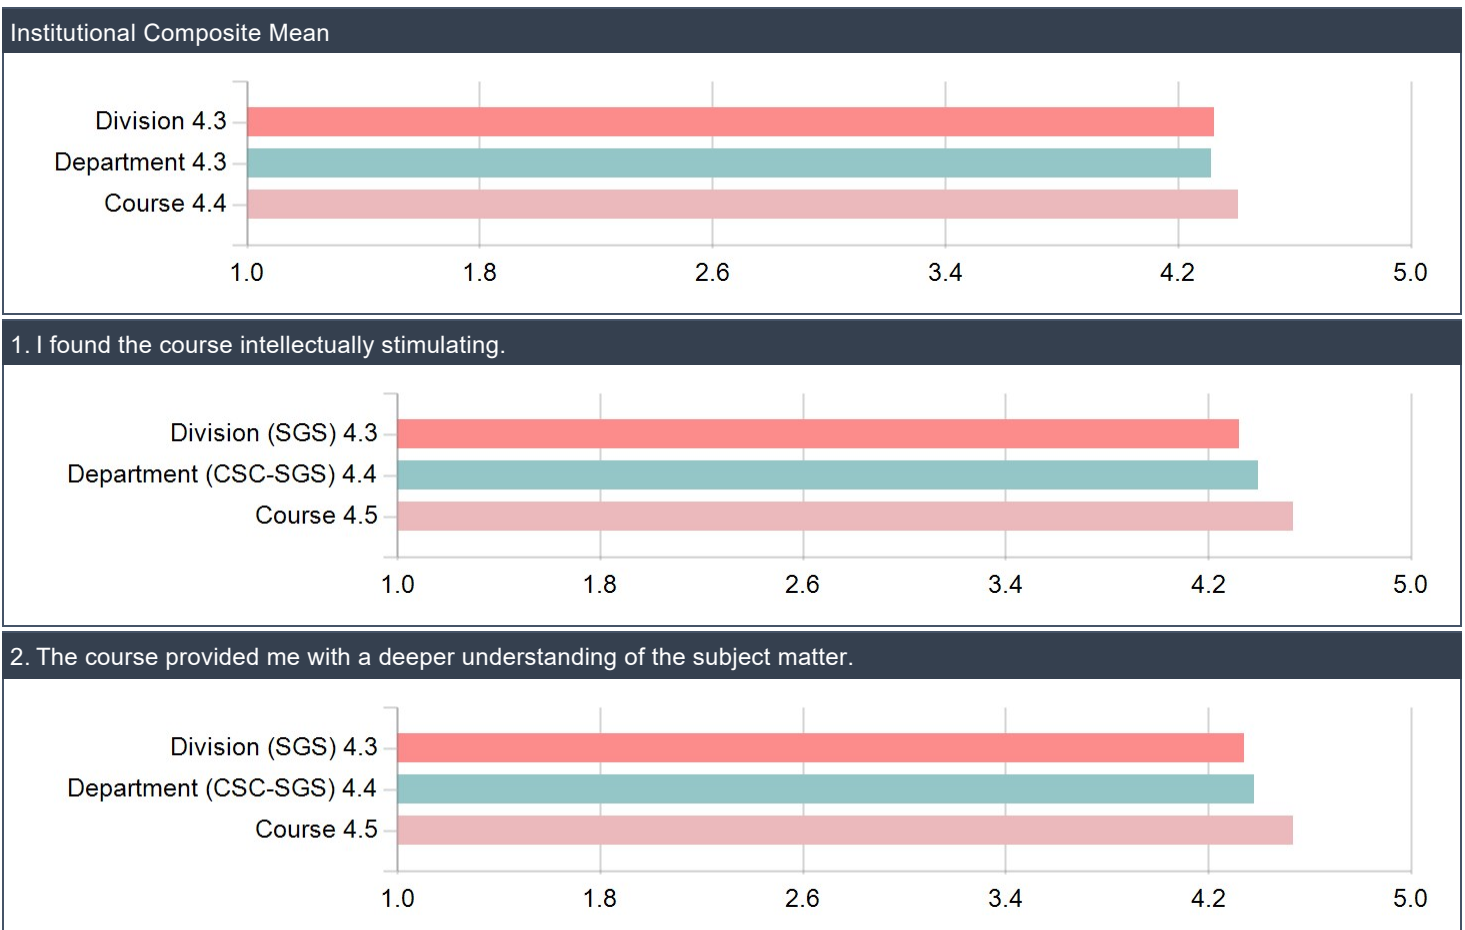 Institutional Composite Mean
Division 4.3
Department 4.3
Course 4.4
1.0 1.8 2.6 3.4 4.2 5.0
1. I found the course intellectually stimulating.
Division (SGS) 4.3
Department (CSC-SGS) 4.4
Course 4.5
1.0 1.8 2.6 3.4 4.2 5.0
2. The course provided me with a deeper understanding of the subject matter.
Division (SGS) 4.3
Department (CSC-SGS) 4.4
Course 4.5
1.0 1.8 2.6 3.4 4.2 5.0